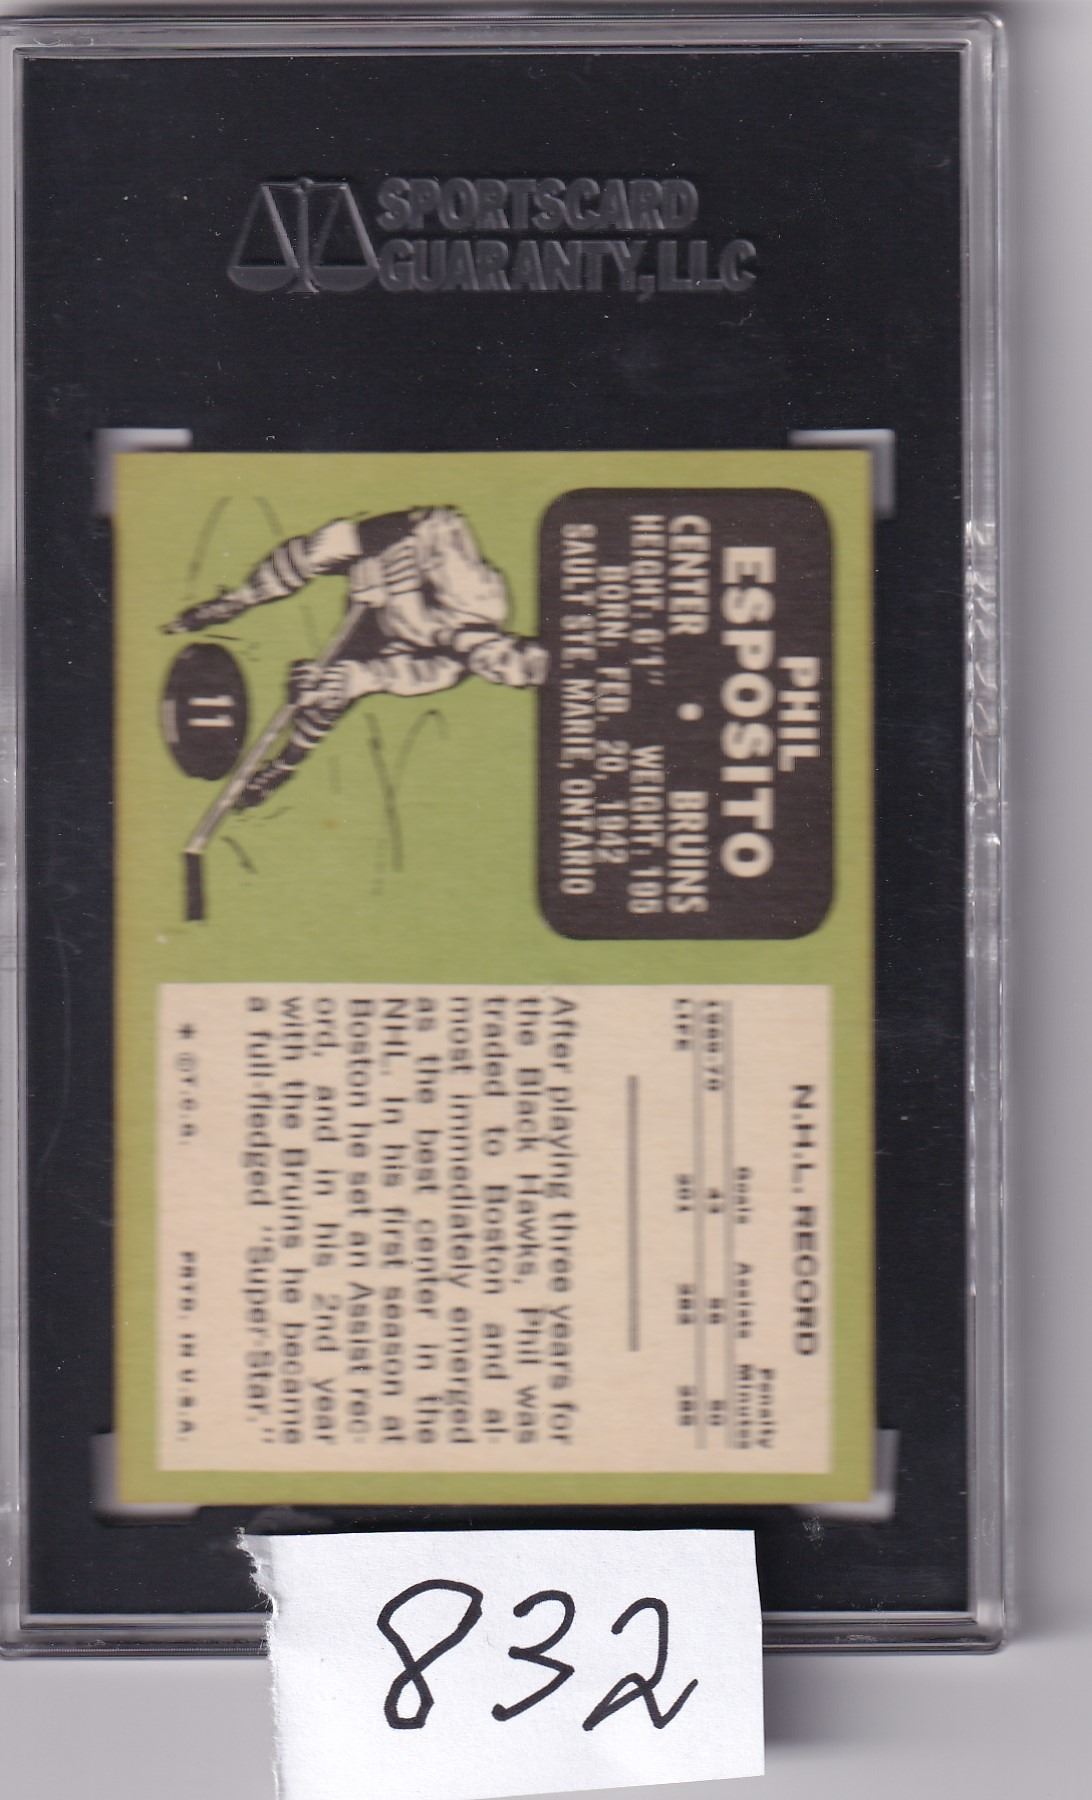 SPORTSCARD
GUARANTY, LLC
PHIL
ESPOSITO
CENTER • BRUINS
HEIGHT: 6'1" WEIGHT: 195
BORN: FEB. 20, 1942
SAULT STE. MARIE, ONTARIO
11
N.H.L. RECORD
Penalty
Goals Assists Minutes
1969-70
LIFE
After playing three years for
the Black Hawks, Phil was
traded to Boston and al-
most immediately emerged
as the best center in the
NHL. In his first season at
Boston he set an Assist rec-
ord, and in his 2nd year
with the Bruins he became
a full-fledged "Super-Star."
* © T.C.G. PRTD. IN U.S.A.
832